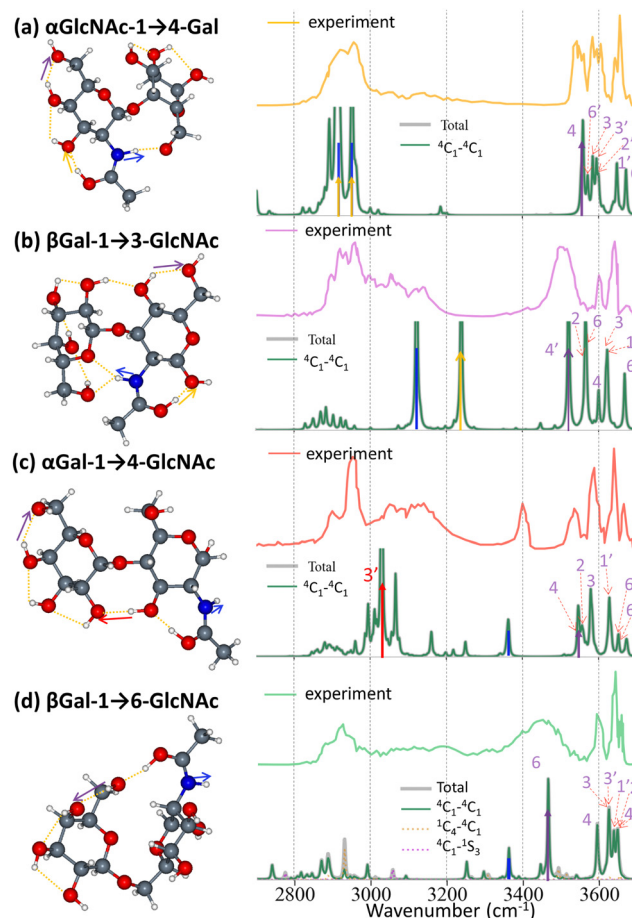 (a) αGlcNAc-1→4-Gal
experiment
Total
⁴C₁-⁴C₁
4
6’
3
3’
2’
1’
(b) βGal-1→3-GlcNAc
experiment
Total
⁴C₁-⁴C₁
4’
2
6
4
3
1
6
(c) αGal-1→4-GlcNAc
experiment
Total
⁴C₁-⁴C₁
3’
4
2
3
1’
6
6
(d) βGal-1→6-GlcNAc
experiment
Total
⁴C₁-⁴C₁
¹C₄-⁴C₁
⁴C₁-¹S₃
6
3
4
3’
1’
4
2800 3000 3200 3400 3600
Wavenumber (cm⁻¹)